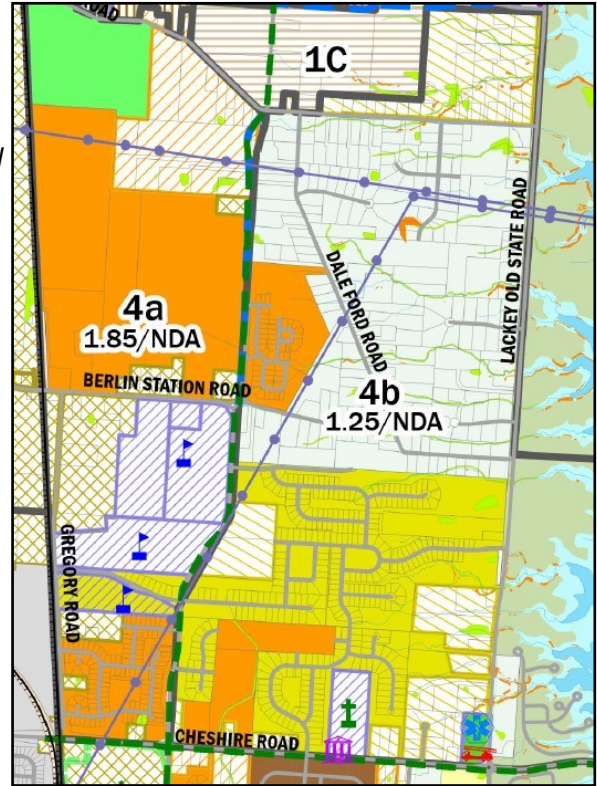 ROAD
1C
LACKEY OLD STATE ROAD
DALE FORD ROAD
4a
1.85/NDA
BERLIN STATION ROAD
4b
1.25/NDA
GREGORY ROAD
CHESHIRE ROAD